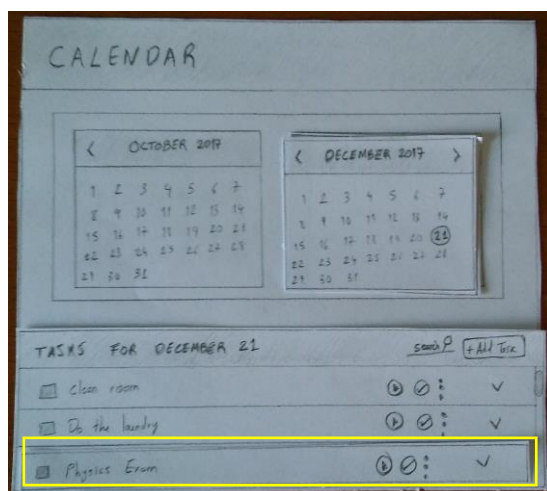 CALENDAR
< OCTOBER 2017
1 2 3 4 5 6 7
8 9 10 11 12 13 14
15 16 17 18 19 20 21
22 23 24 25 26 27 28
29 30 31
< DECEMBER 2017 >
1 2 3 4 5 6 7
8 9 10 11 12 13 14
15 16 17 18 19 20 21
22 23 24 25 26 27 28
29 30 31
TASKS FOR DECEMBER 21
search
+ Add Task
Clean room
Do the laundry
Physics Exam